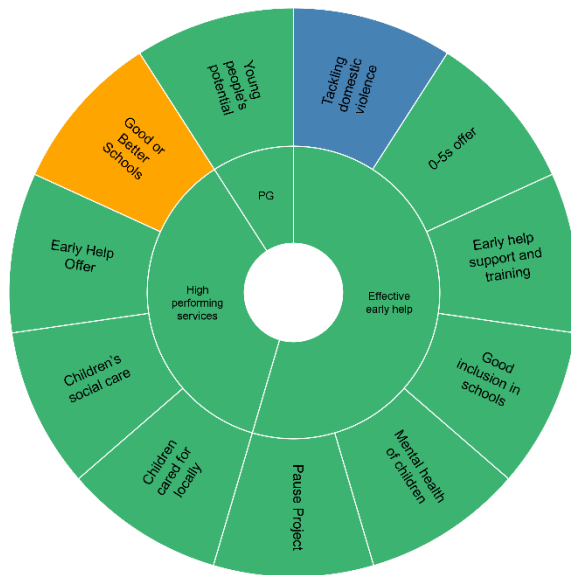 Tackling
domestic
violence
0-5s offer
Early help
support and
training
Good
inclusion in
schools
Mental health
of children
Pause Project
Children
cared for
locally
Children's
social care
Early Help
Offer
Good or
Better
Schools
Young
people's
potential
PG
High
performing
services
Effective
early help